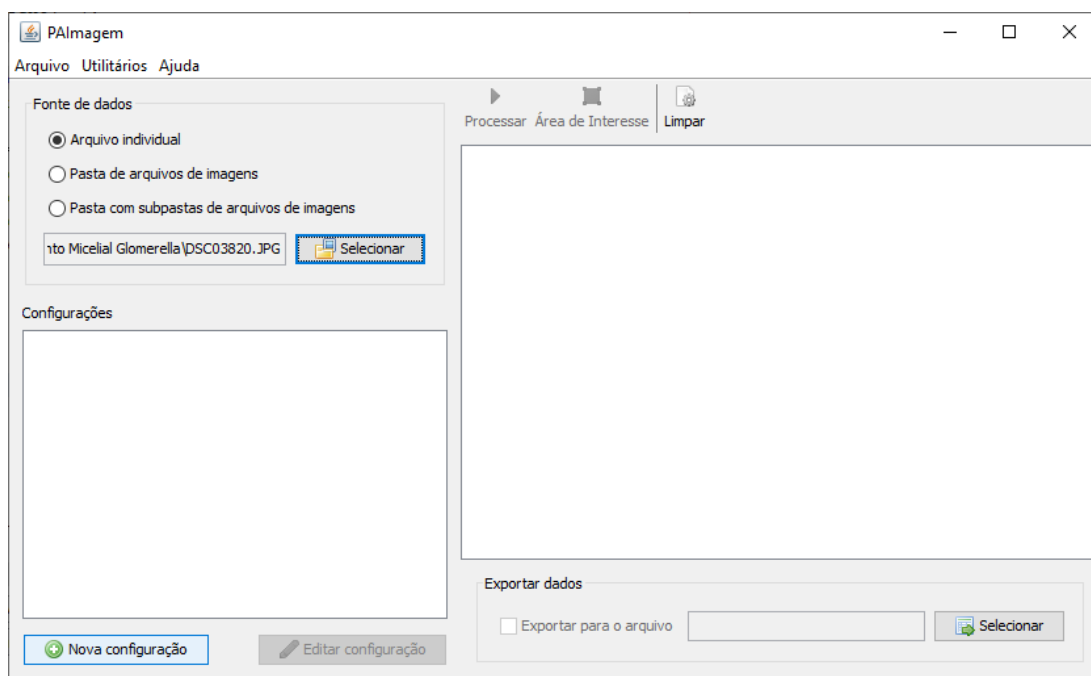 PAImagem
Arquivo Utilitários Ajuda
Fonte de dados
Arquivo individual
Pasta de arquivos de imagens
Pasta com subpastas de arquivos de imagens
nto Micelial Glomerella\DSC03820.JPG Selecionar
Configurações
Nova configuração Editar configuração
Processar Área de Interesse Limpar
Exportar dados
Exportar para o arquivo Selecionar